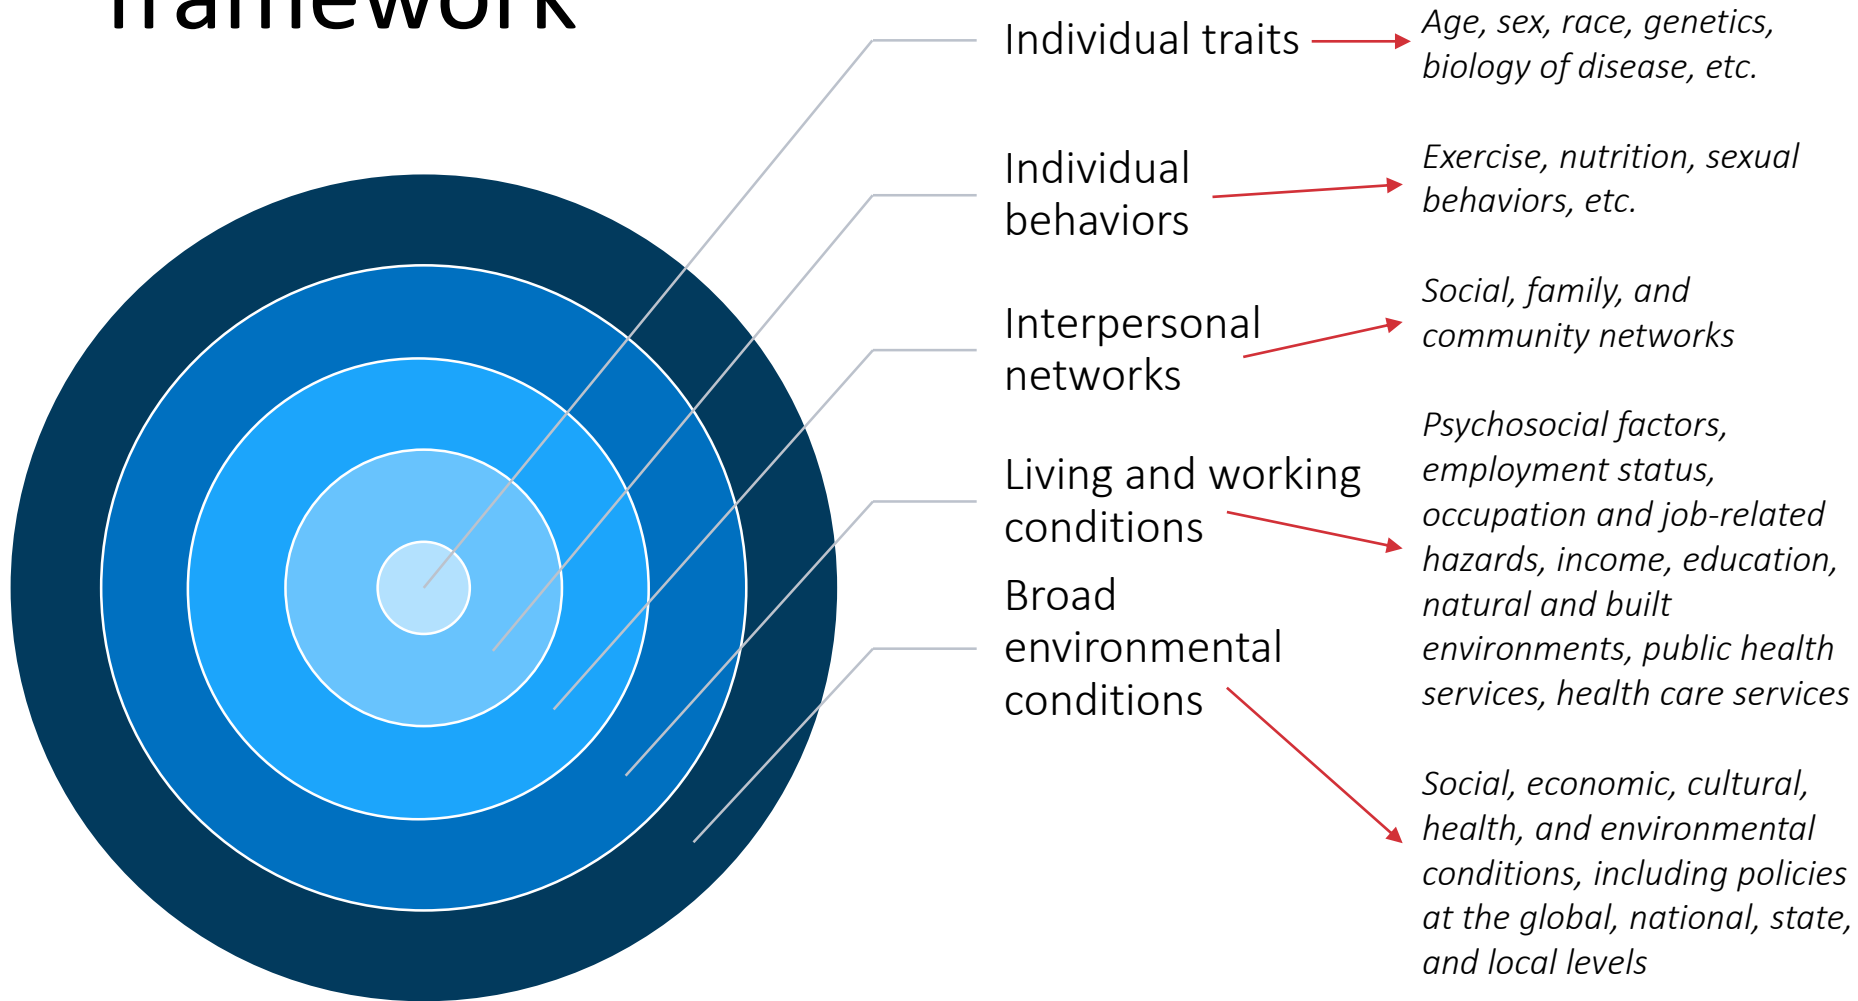 framework
Individual traits
Age, sex, race, genetics,
biology of disease, etc.
Individual
behaviors
Exercise, nutrition, sexual
behaviors, etc.
Interpersonal
networks
Social, family, and
community networks
Living and working
conditions
Psychosocial factors,
employment status,
occupation and job-related
hazards, income, education,
natural and built
environments, public health
services, health care services
Broad
environmental
conditions
Social, economic, cultural,
health, and environmental
conditions, including policies
at the global, national, state,
and local levels